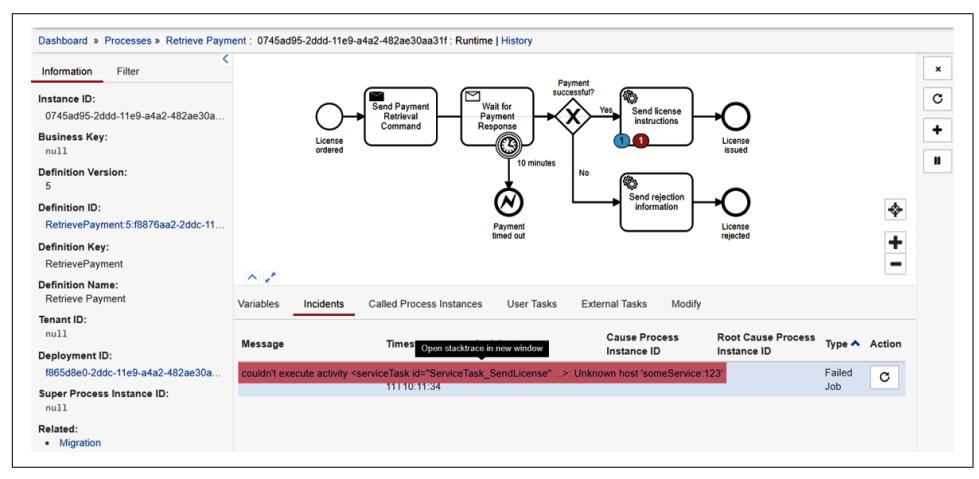 Dashboard » Processes » Retrieve Payment : 0745ad95-2ddd-11e9-a4a2-482ae30aa31f : Runtime | History
Information Filter
Instance ID:
0745ad95-2ddd-11e9-a4a2-482ae30a...
Business Key:
null
Definition Version:
5
Definition ID:
RetrievePayment:5:f8876aa2-2ddc-11...
Definition Key:
RetrievePayment
Definition Name:
Retrieve Payment
Tenant ID:
null
Deployment ID:
f865d8e0-2ddc-11e9-a4a2-482ae30a...
Super Process Instance ID:
null
Related:
• Migration
License
ordered
Send Payment
Retrieval
Command
Wait for
Payment
Response
10 minutes
Payment
timed out
Payment
successful?
Yes
No
Send license
instructions
1 1
License
issued
Send rejection
information
License
rejected
Variables Incidents Called Process Instances User Tasks External Tasks Modify
Message Times Cause Process
Instance ID Root Cause Process
Instance ID Type Action
Open stacktrace in new window
couldn't execute activity <serviceTask id="ServiceTask_SendLicense" ...>: Unknown host 'someService:123' Failed
Job
11T10:11:34